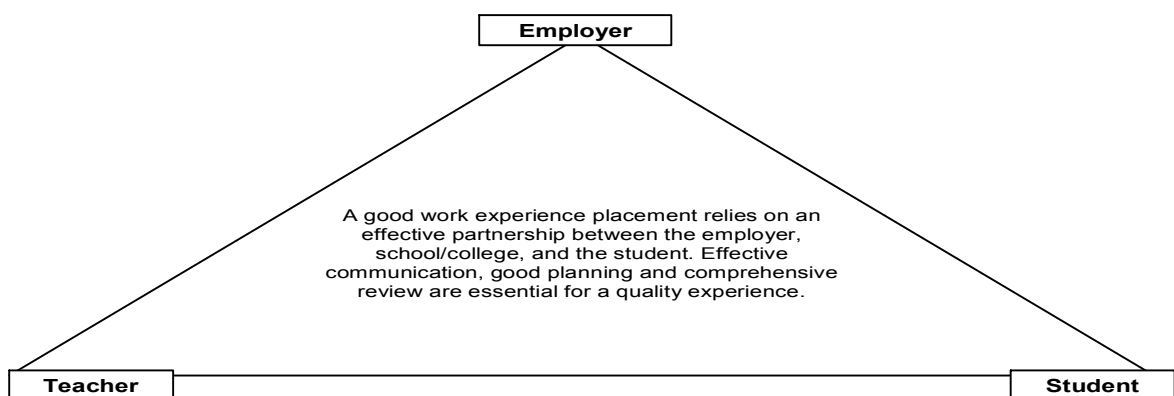 Employer
A good work experience placement relies on an
effective partnership between the employer,
school/college, and the student. Effective
communication, good planning and comprehensive
review are essential for a quality experience.
Teacher
Student